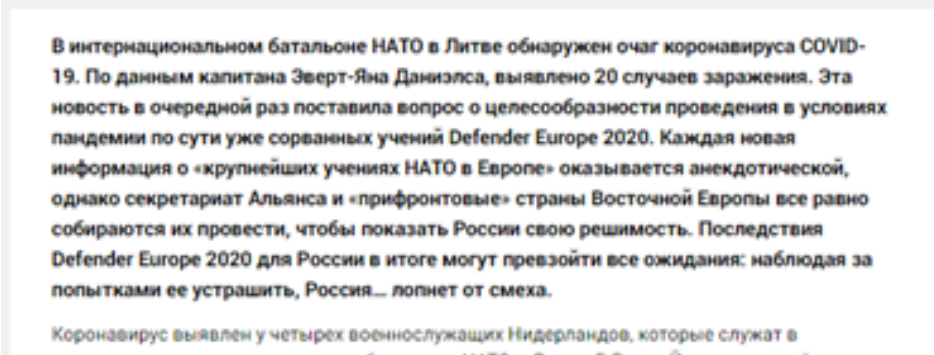 В интернациональном батальоне НАТО в Литве обнаружен очаг коронавируса COVID-
19. По данным капитана Эверт-Яна Даниэлса, выявлено 20 случаев заражения. Эта
новость в очередной раз поставила вопрос о целесообразности проведения в условиях
пандемии по сути уже сорванных учений Defender Europe 2020. Каждая новая
информация о «крупнейших учениях НАТО в Европе» оказывается анекдотической,
однако секретариат Альянса и «прифронтовые» страны Восточной Европы все равно
собираются их провести, чтобы показать России свою решимость. Последствия
Defender Europe 2020 для России в итоге могут превзойти все ожидания: наблюдая за
попытками ее устрашить, Россия... лопнет от смеха.
Коронавирус выявлен у четырех военнослужащих Нидерландов, которые служат в